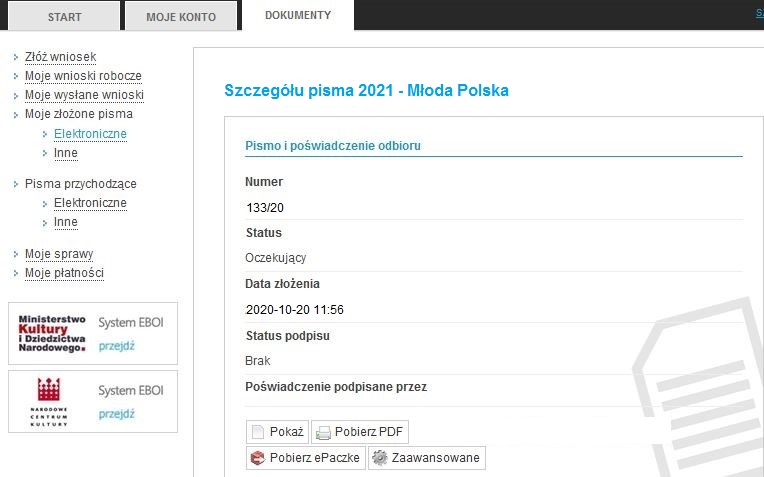 START MOJE KONTO DOKUMENTY
Złóż wniosek
Moje wnioski robocze
Moje wysłane wnioski
Moje złożone pisma
Elektroniczne
Inne
Pisma przychodzące
Elektroniczne
Inne
Moje sprawy
Moje płatności
Ministerstwo
Kultury
i Dziedzictwa
Narodowego.
System EBOI
przejdź
NARODOWE
CENTRUM
KULTURY
System EBOI
przejdź
Szczegółu pisma 2021 - Młoda Polska
Pismo i poświadczenie odbioru
Numer
133/20
Status
Oczekujący
Data złożenia
2020-10-20 11:56
Status podpisu
Brak
Poświadczenie podpisane przez
Pokaż Pobierz PDF
Pobierz ePaczke Zaawansowane